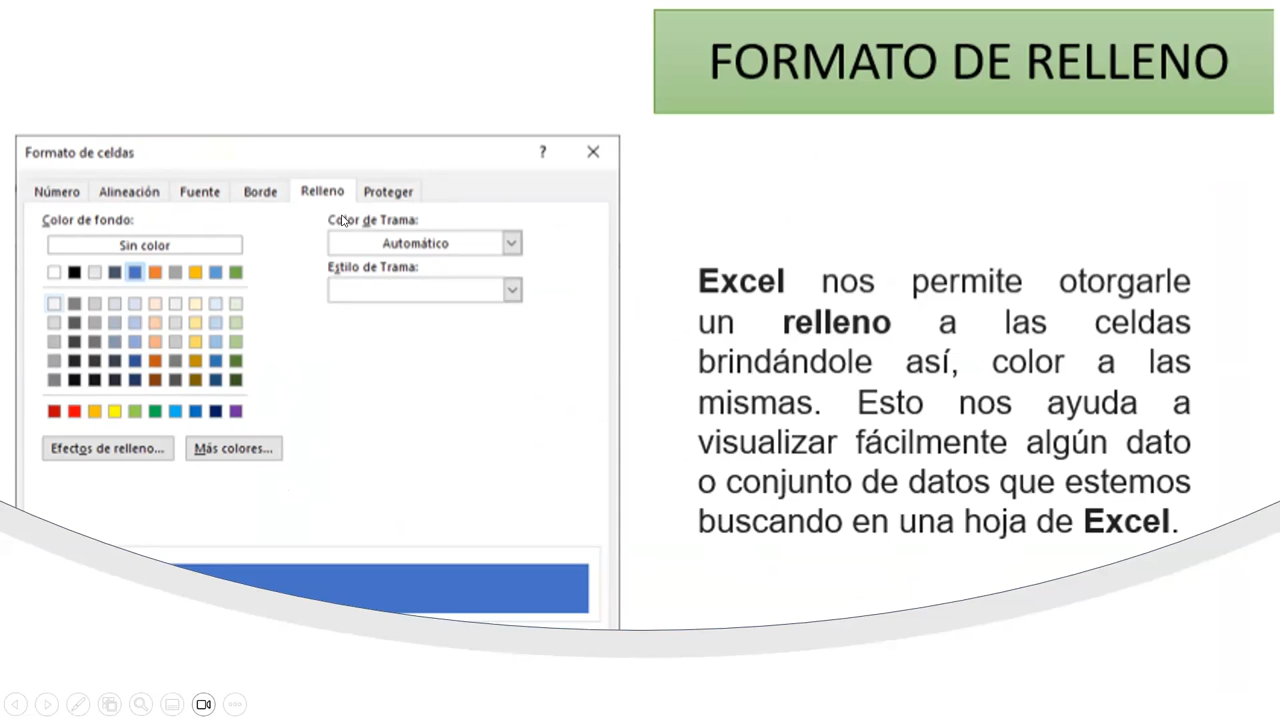 FORMATO DE RELLENO
Formato de celdas
?
Número Alineación Fuente Borde Relleno Proteger
Color de fondo:
Sin color
Color de Trama:
Automático
Estilo de Trama:
Efectos de relleno...
Más colores...
Excel nos permite otorgarle
un relleno a las celdas
brindándole así, color a las
mismas. Esto nos ayuda a
visualizar fácilmente algún dato
o conjunto de datos que estemos
buscando en una hoja de Excel.